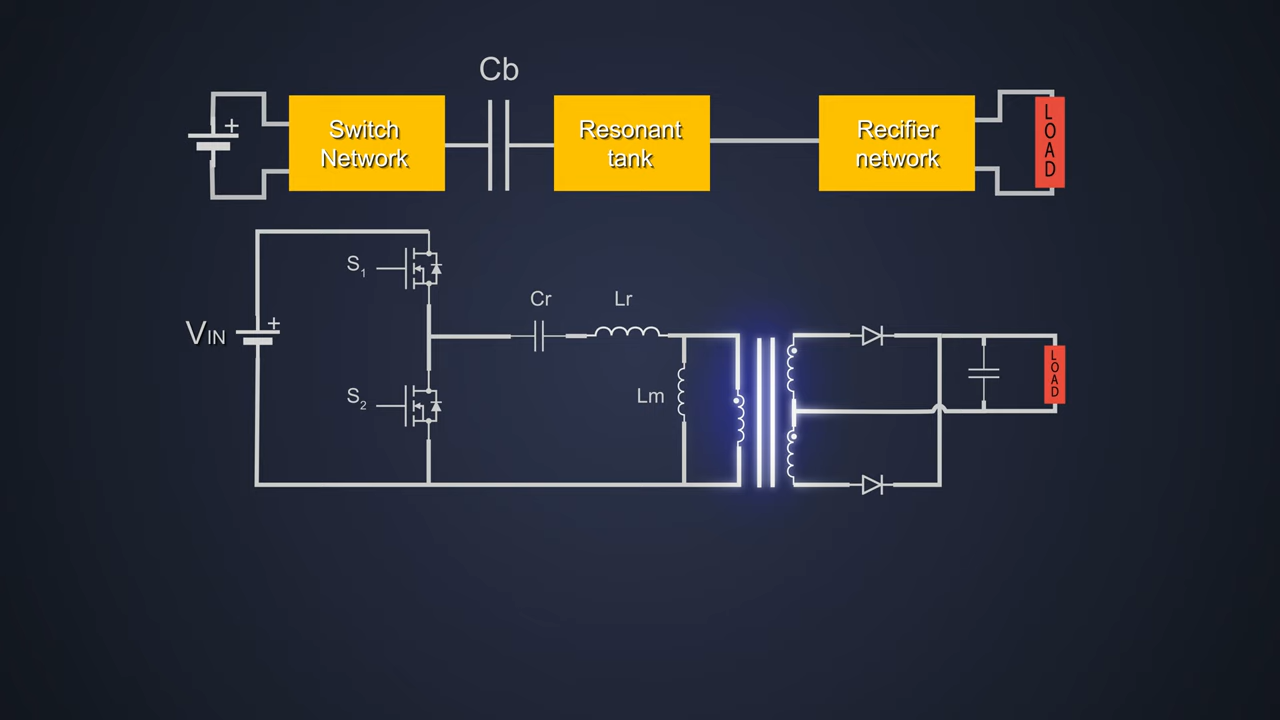 Cb
+
Switch
Network
Resonant
tank
Recifier
network
LOAD
S1
Cr
Lr
VIN
+
S2
Lm
LOAD